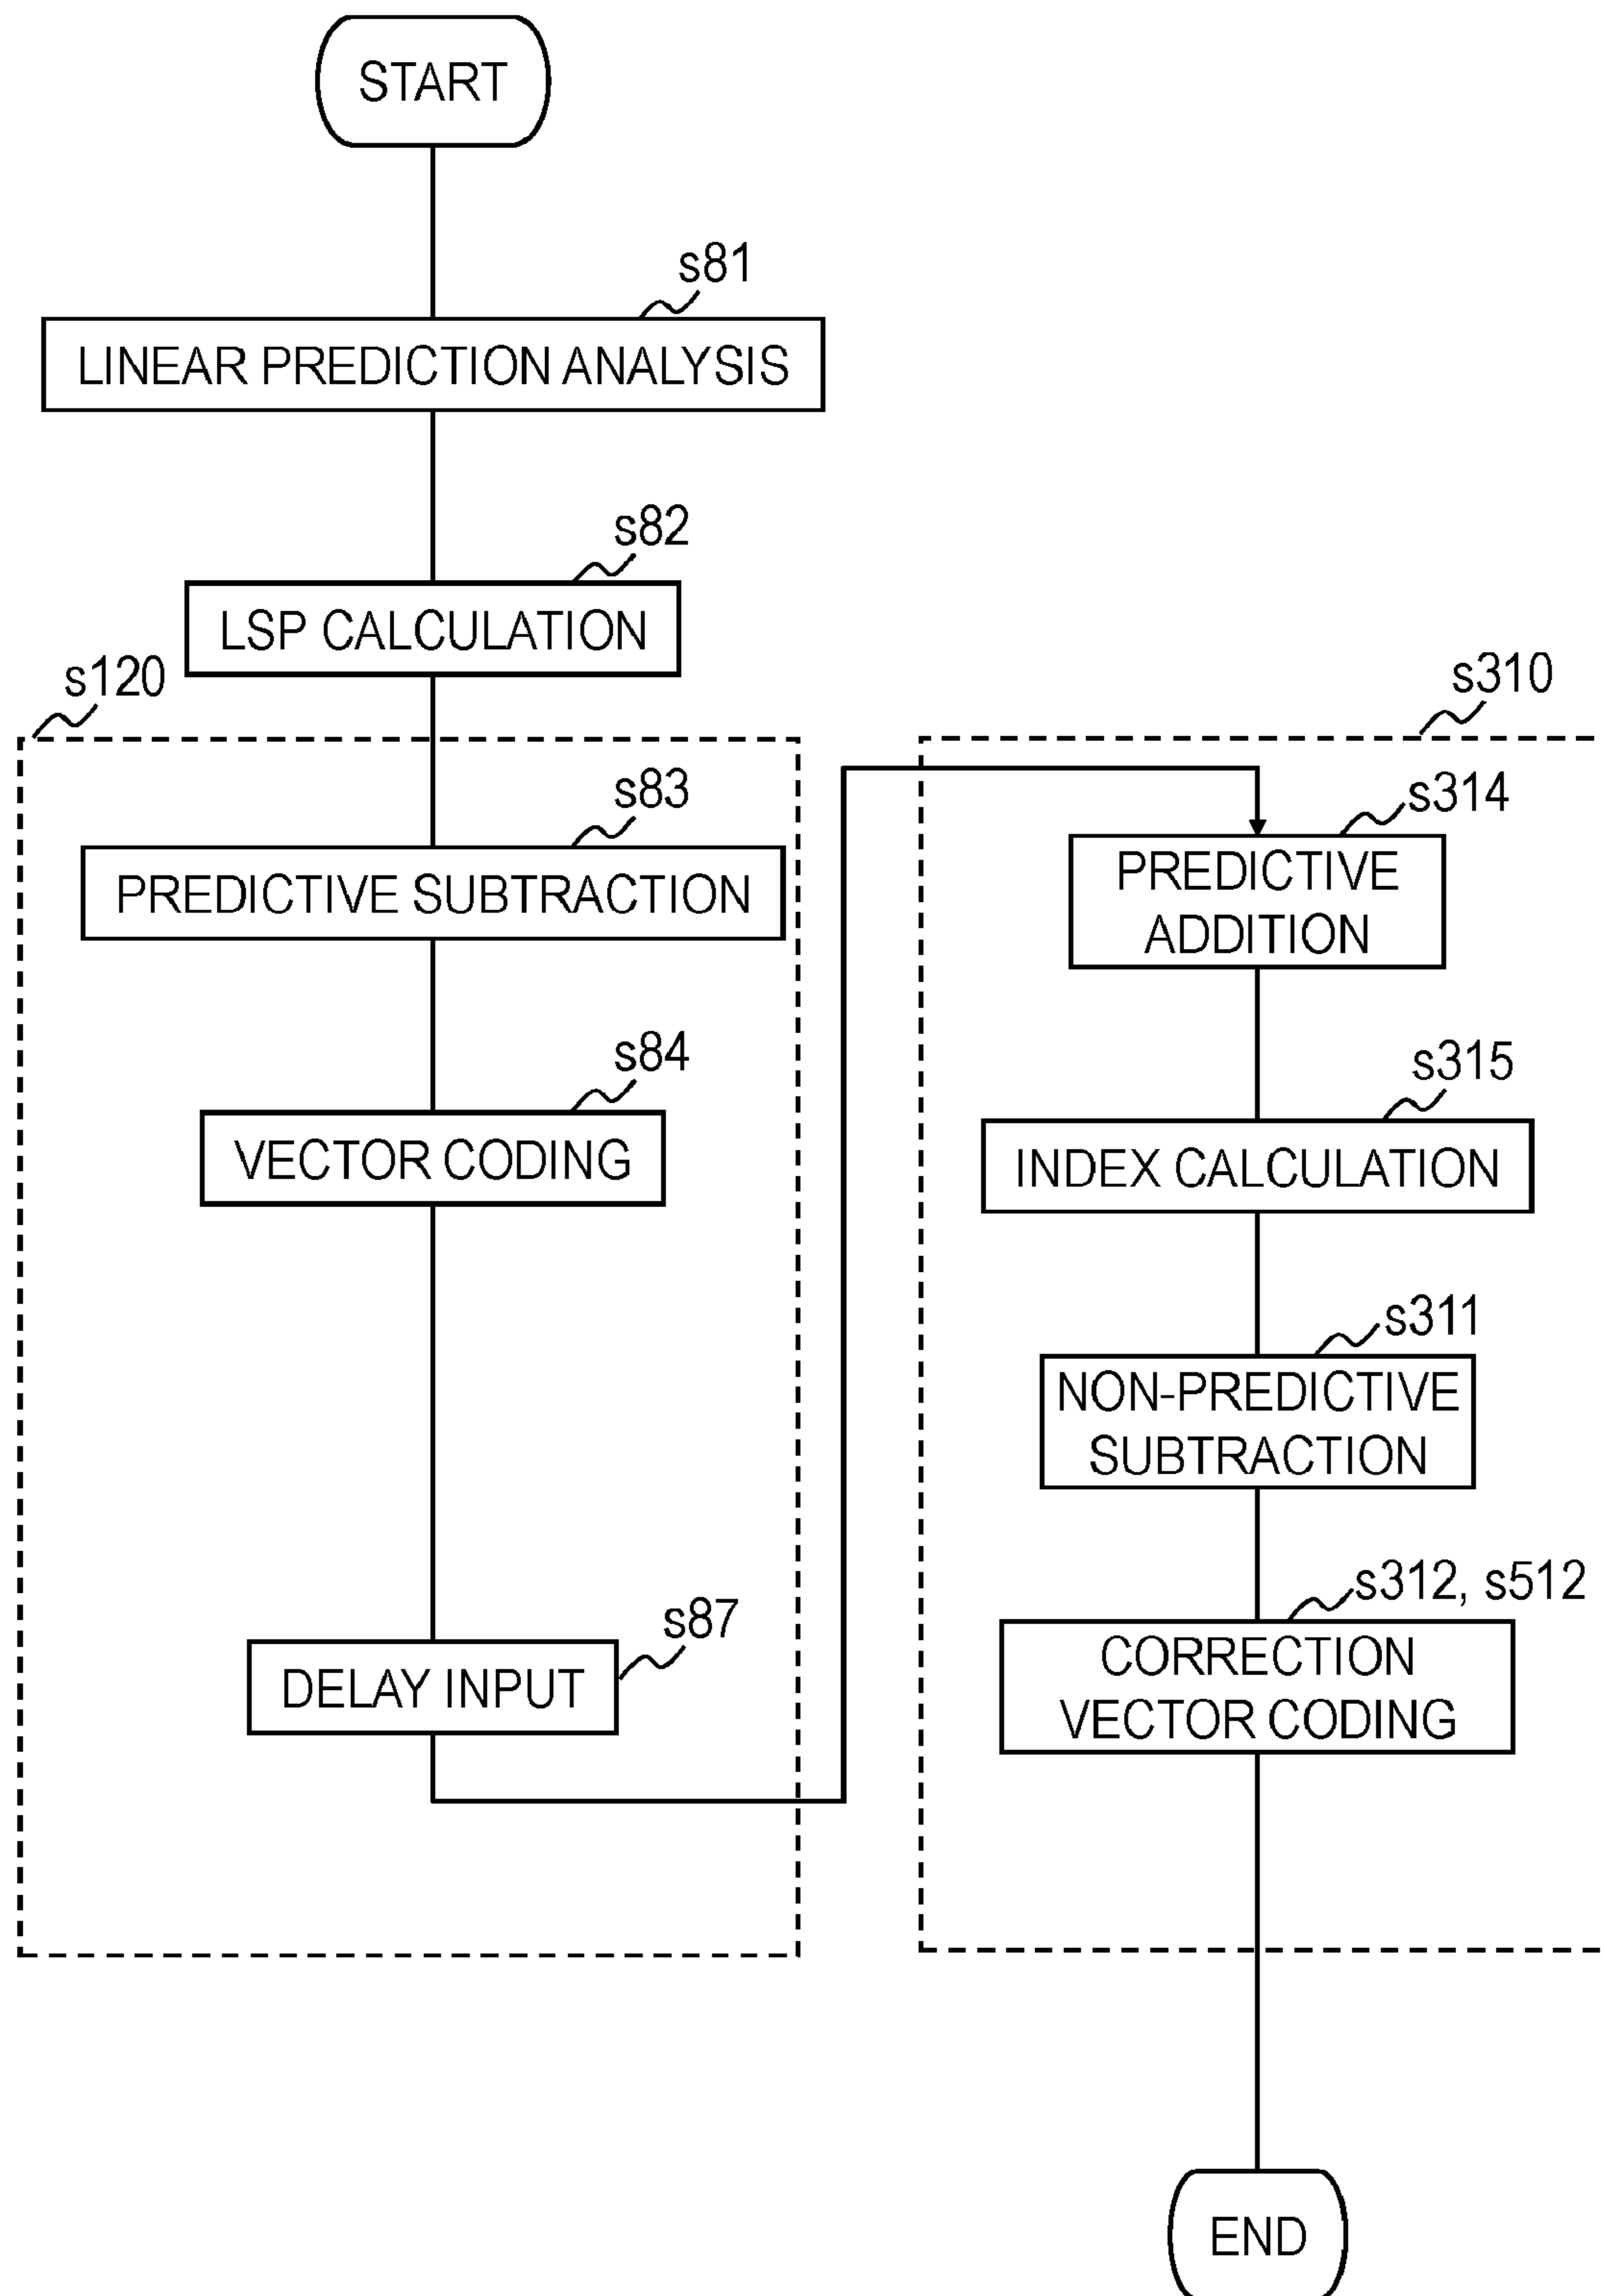 START
s81
LINEAR PREDICTION ANALYSIS
s82
LSP CALCULATION
s120
s83
PREDICTIVE SUBTRACTION
s84
VECTOR CODING
s87
DELAY INPUT
s310
s314
PREDICTIVE
ADDITION
s315
INDEX CALCULATION
s311
NON-PREDICTIVE
SUBTRACTION
s312, s512
CORRECTION
VECTOR CODING
END